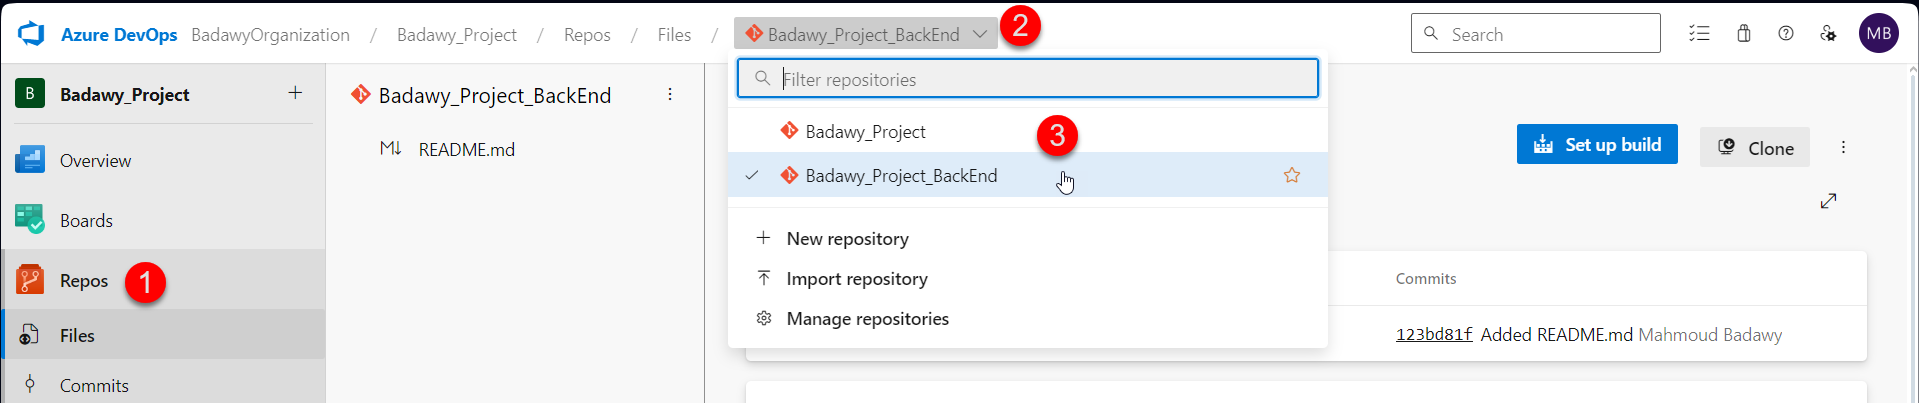 Azure DevOps BadawyOrganization / Badawy_Project / Repos / Files / Badawy_Project_BackEnd 2 Search MB
B Badawy_Project +
Overview
Boards
Repos 1
Files
Commits
Badawy_Project_BackEnd
M↓ README.md
Filter repositories
Badawy_Project 3
Badawy_Project_BackEnd
New repository
Import repository
Manage repositories
Set up build Clone
Commits
123bd81f Added README.md Mahmoud Badawy